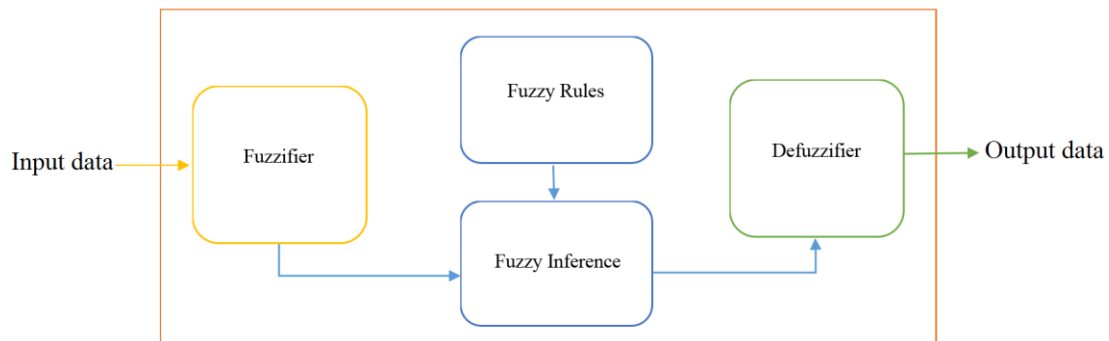 Input data
Fuzzifier
Fuzzy Rules
Fuzzy Inference
Defuzzifier
Output data